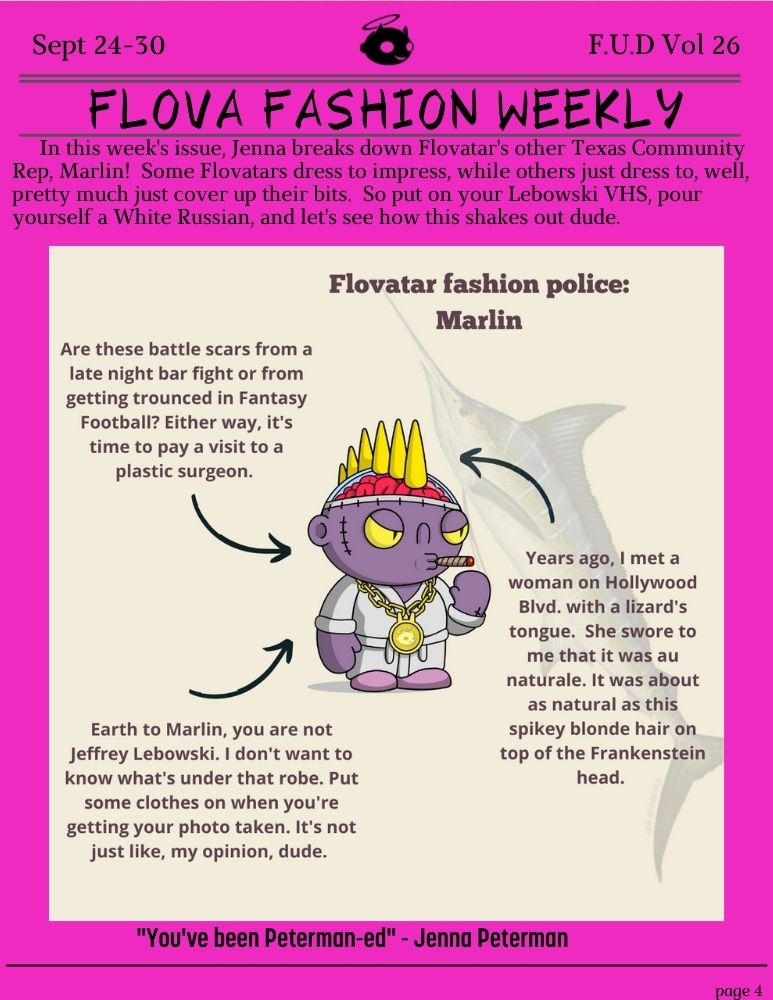 Sept 24-30
F.U.D Vol 26
FLOVA FASHION WEEKLY
In this week's issue, Jenna breaks down Flovatar's other Texas Community
Rep, Marlin!  Some Flovatars dress to impress, while others just dress to, well,
pretty much just cover up their bits.  So put on your Lebowski VHS, pour
yourself a White Russian, and let's see how this shakes out dude.
Flovatar fashion police:
Marlin
Are these battle scars from a
late night bar fight or from
getting trounced in Fantasy
Football? Either way, it's
time to pay a visit to a
plastic surgeon.
Years ago, I met a
woman on Hollywood
Blvd. with a lizard's
tongue.  She swore to
me that it was au
naturale. It was about
as natural as this
spikey blonde hair on
top of the Frankenstein
head.
Earth to Marlin, you are not
Jeffrey Lebowski. I don't want to
know what's under that robe. Put
some clothes on when you're
getting your photo taken. It's not
just like, my opinion, dude.
"You've been Peterman-ed" - Jenna Peterman
page 4